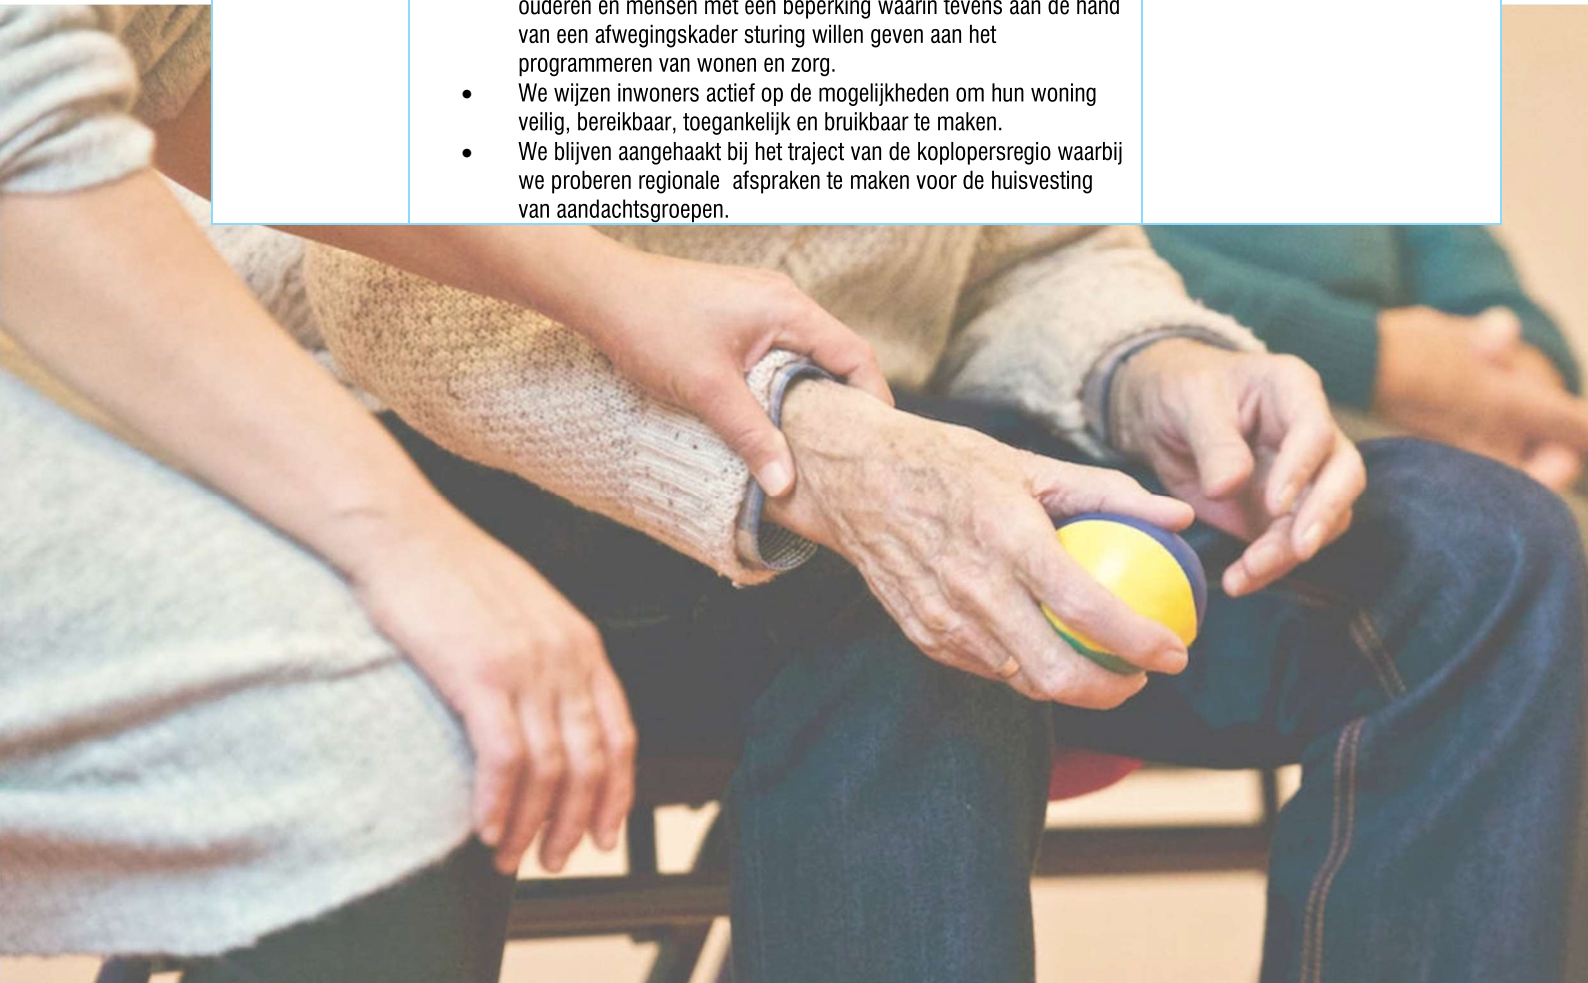 ouderen en mensen met een beperking waarin tevens aan de hand
van een afwegingskader sturing willen geven aan het
programmeren van wonen en zorg.
• We wijzen inwoners actief op de mogelijkheden om hun woning
veilig, bereikbaar, toegankelijk en bruikbaar te maken.
• We blijven aangehaakt bij het traject van de koplopersregio waarbij
we proberen regionale  afspraken te maken voor de huisvesting
van aandachtsgroepen.